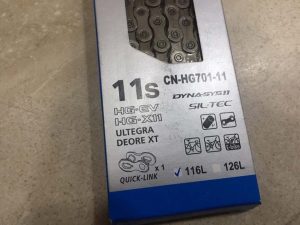 11s CN-HG701-11
HG-EV
HG-X11
DYNA-SYS11
SIL-TEC
ULTEGRA
DEORE XT
x 1
QUICK-LINK
116L 126L